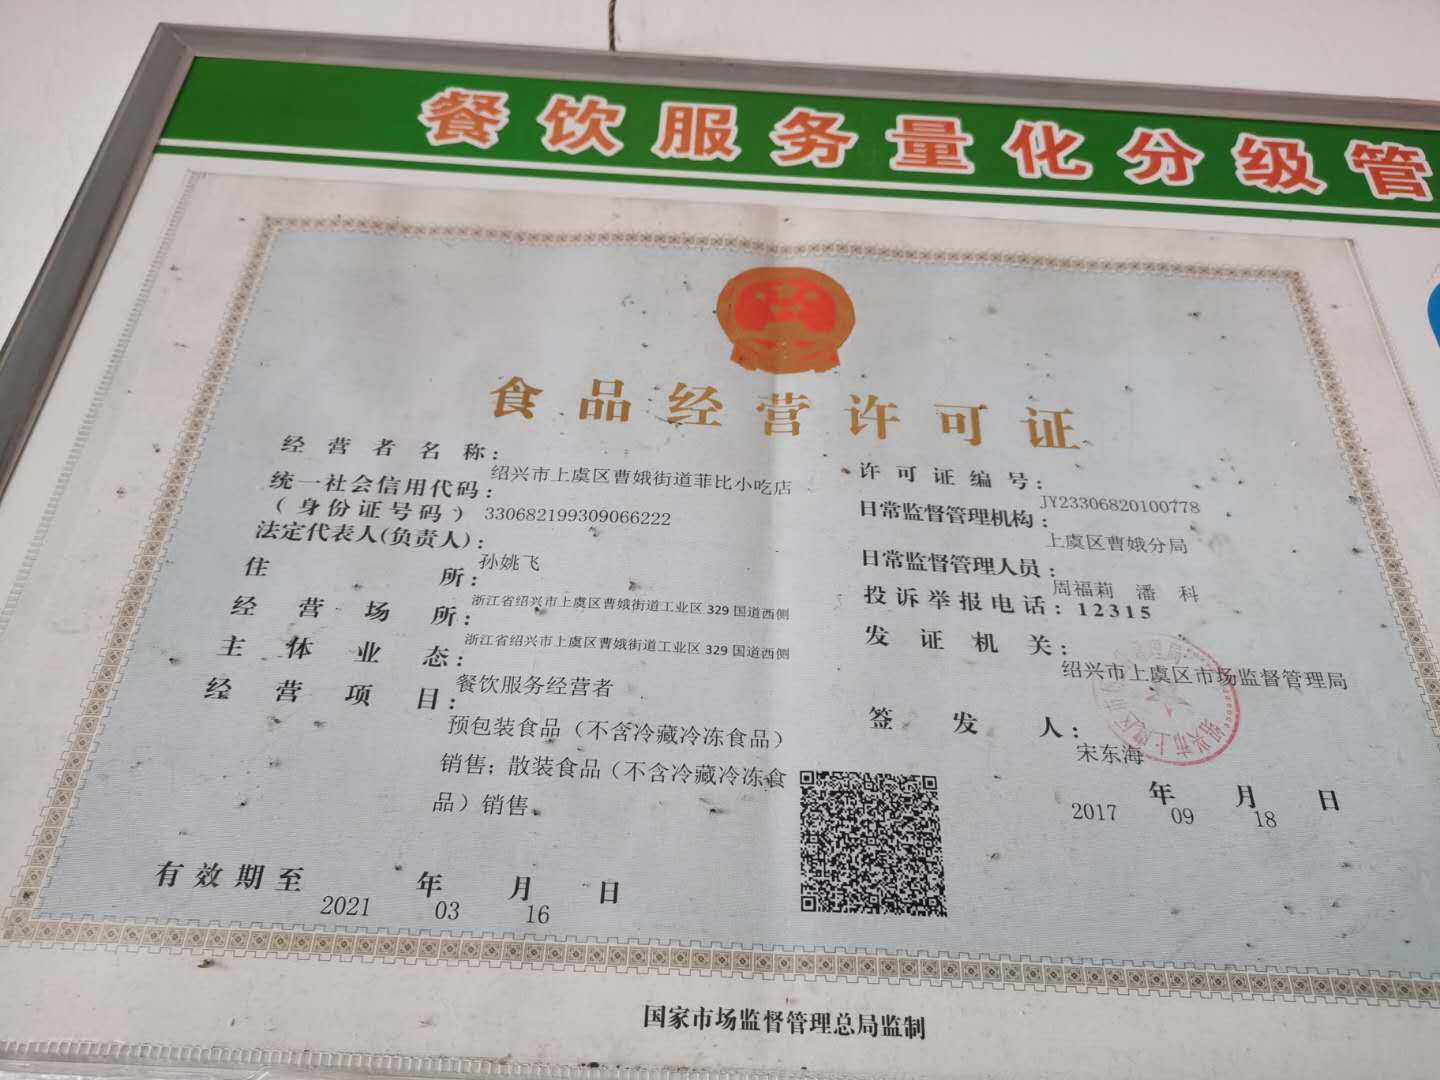 餐饮服务量化分级管
食品经营许可证
经营者名称：
绍兴市上虞区曹娥街道菲比小吃店
统一社会信用代码：
（身份证号码）330682199309066222
法定代表人(负责人)：
孙姚飞
住所：
浙江省绍兴市上虞区曹娥街道工业区329国道西侧
经营场所：
浙江省绍兴市上虞区曹娥街道工业区329国道西侧
主体业态：
餐饮服务经营者
经营项目：
预包装食品（不含冷藏冷冻食品）
销售；散装食品（不含冷藏冷冻食
品）销售。
有效期至 年 月 日
2021 03 16
许可证编号：
JY23306820100778
日常监督管理机构：
上虞区曹娥分局
日常监督管理人员：
周福莉 潘科
投诉举报电话：12315
发证机关：
绍兴市上虞区市场监督管理局
签发人：
宋东海
年 月 日
2017 09 18
国家市场监督管理总局监制